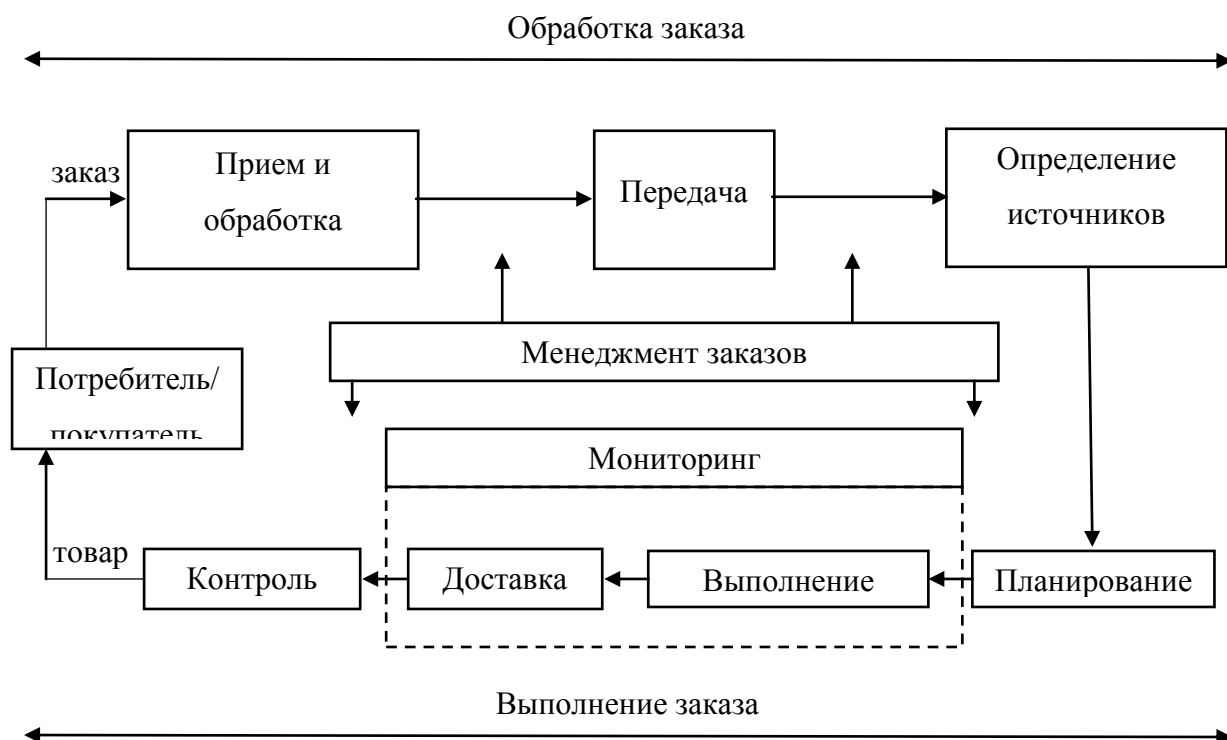 Обработка заказа
заказ
Прием и
обработка
Передача
Определение
источников
Менеджмент заказов
Потребитель/
покупатель
Мониторинг
товар
Контроль
Доставка
Выполнение
Планирование
Выполнение заказа